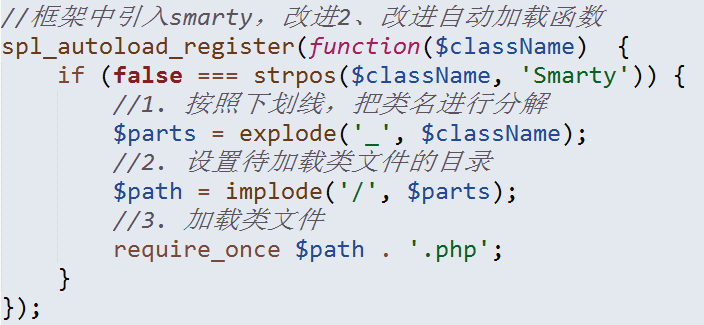 //框架中引入smarty，改进2、改进自动加载函数
spl_autoload_register(function($className)  {
    if (false === strpos($className, 'Smarty')) {
        //1. 按照下划线，把类名进行分解
        $parts = explode('_', $className);
        //2. 设置待加载类文件的目录
        $path = implode('/', $parts);
        //3. 加载类文件
        require_once $path . '.php';
    }
});